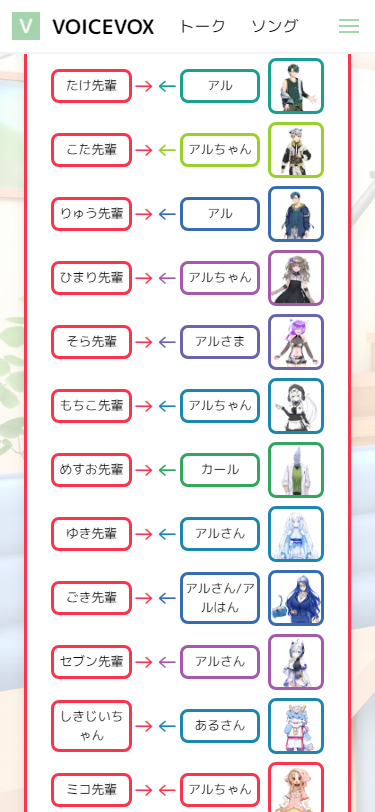 V VOICEVOX トーク ソング
たけ先輩 → ← アル
こた先輩 → ← アルちゃん
りゅう先輩 → ← アル
ひまり先輩 → ← アルちゃん
そら先輩 → ← アルさま
もちこ先輩 → ← アルちゃん
めすお先輩 → ← カール
ゆき先輩 → ← アルさん
ごき先輩 → ← アルさん/ア
ルはん
セブン先輩 → ← アルさん
しきじいち
ゃん → ← あるさん
ミコ先輩 → ← アルちゃん